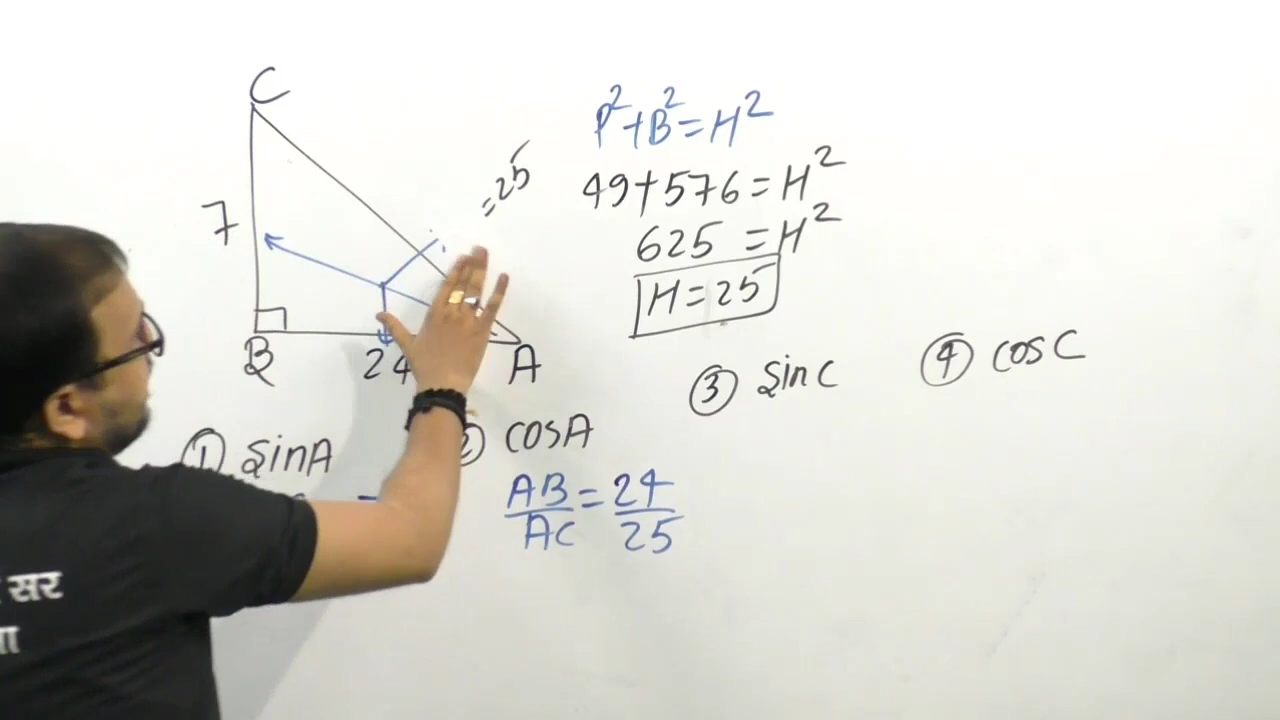 C
P²+B²=H²
=25
49+576=H²
7
625=H²
H=25
B
24
A
③ sinC
④ cosC
① sinA
② cosA
AB/AC=24/25
सर